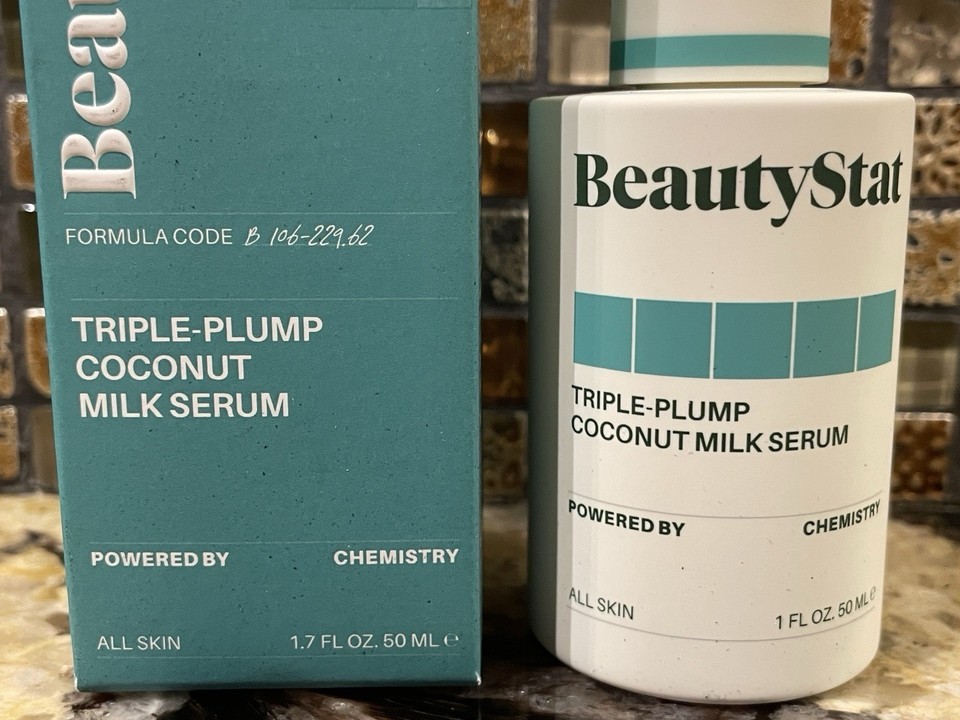 Beau
FORMULA CODE B 106-229.62
TRIPLE-PLUMP
COCONUT
MILK SERUM
POWERED BY CHEMISTRY
ALL SKIN 1.7 FL OZ. 50 ML ℮
BeautyStat
TRIPLE-PLUMP
COCONUT MILK SERUM
POWERED BY CHEMISTRY
ALL SKIN 1 FL OZ. 50 ML ℮